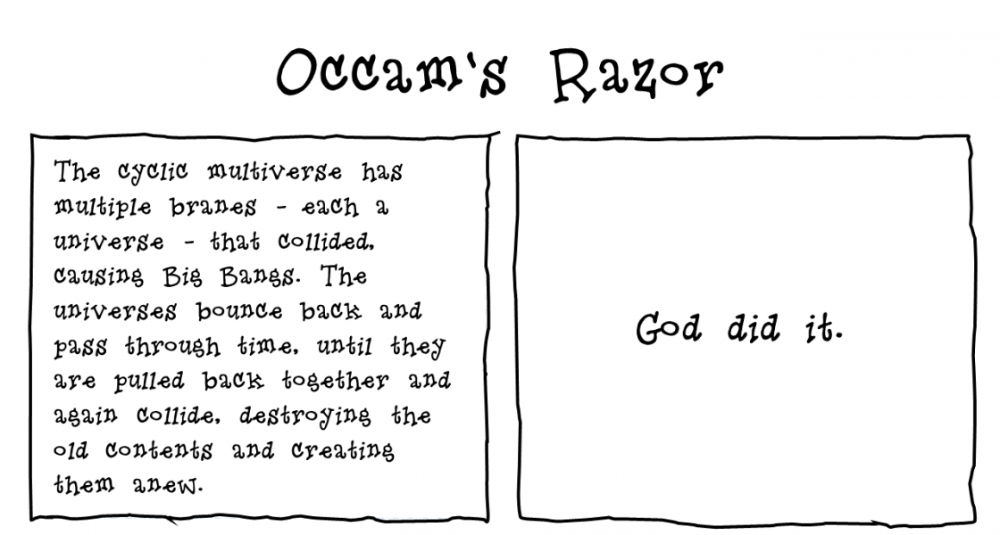 Occam's Razor
The cyclic multiverse has
multiple branes - each a
universe - that collided,
causing Big Bangs. The
universes bounce back and
pass through time, until they
are pulled back together and
again collide, destroying the
old contents and creating
them anew.
God did it.